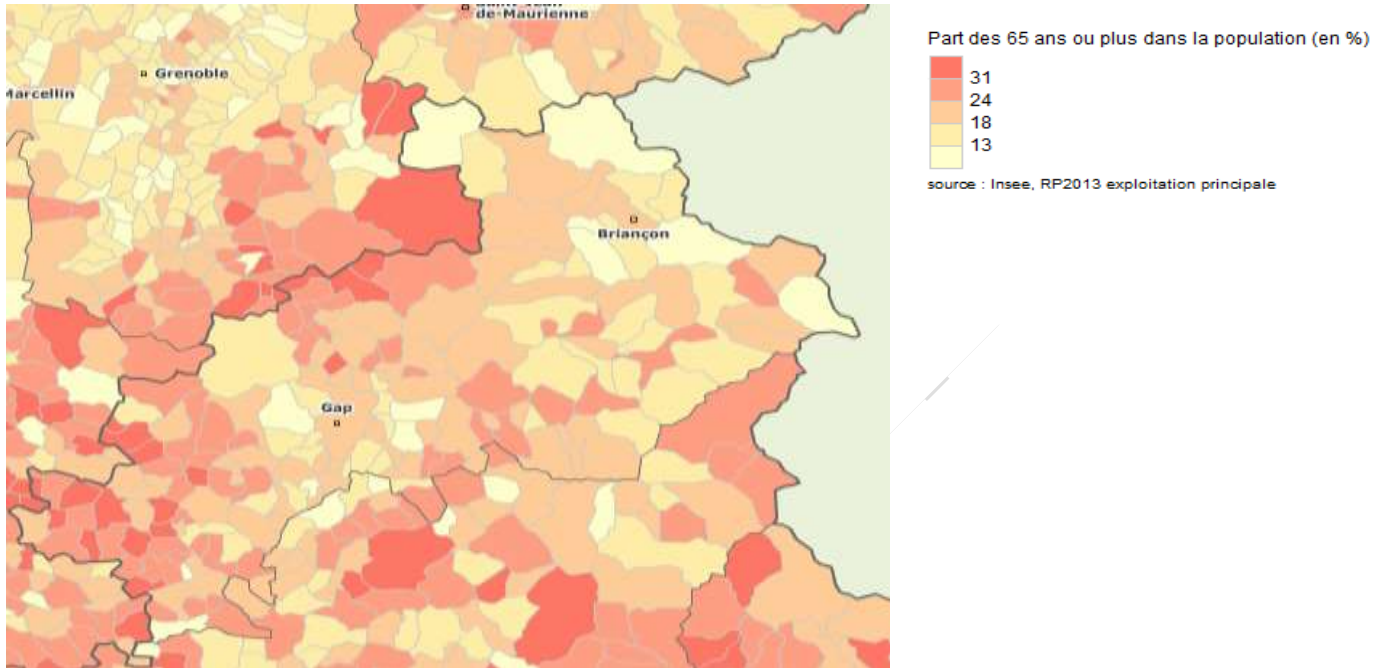 de-Maurienne
Grenoble
Marcellin
Briançon
Gap
Part des 65 ans ou plus dans la population (en %)
31
24
18
13
source : Insee, RP2013 exploitation principale